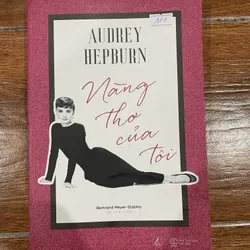 AUDREY
HEPBURN
Nàng
thơ
của
tôi
Bertrand Meyer-Stabley